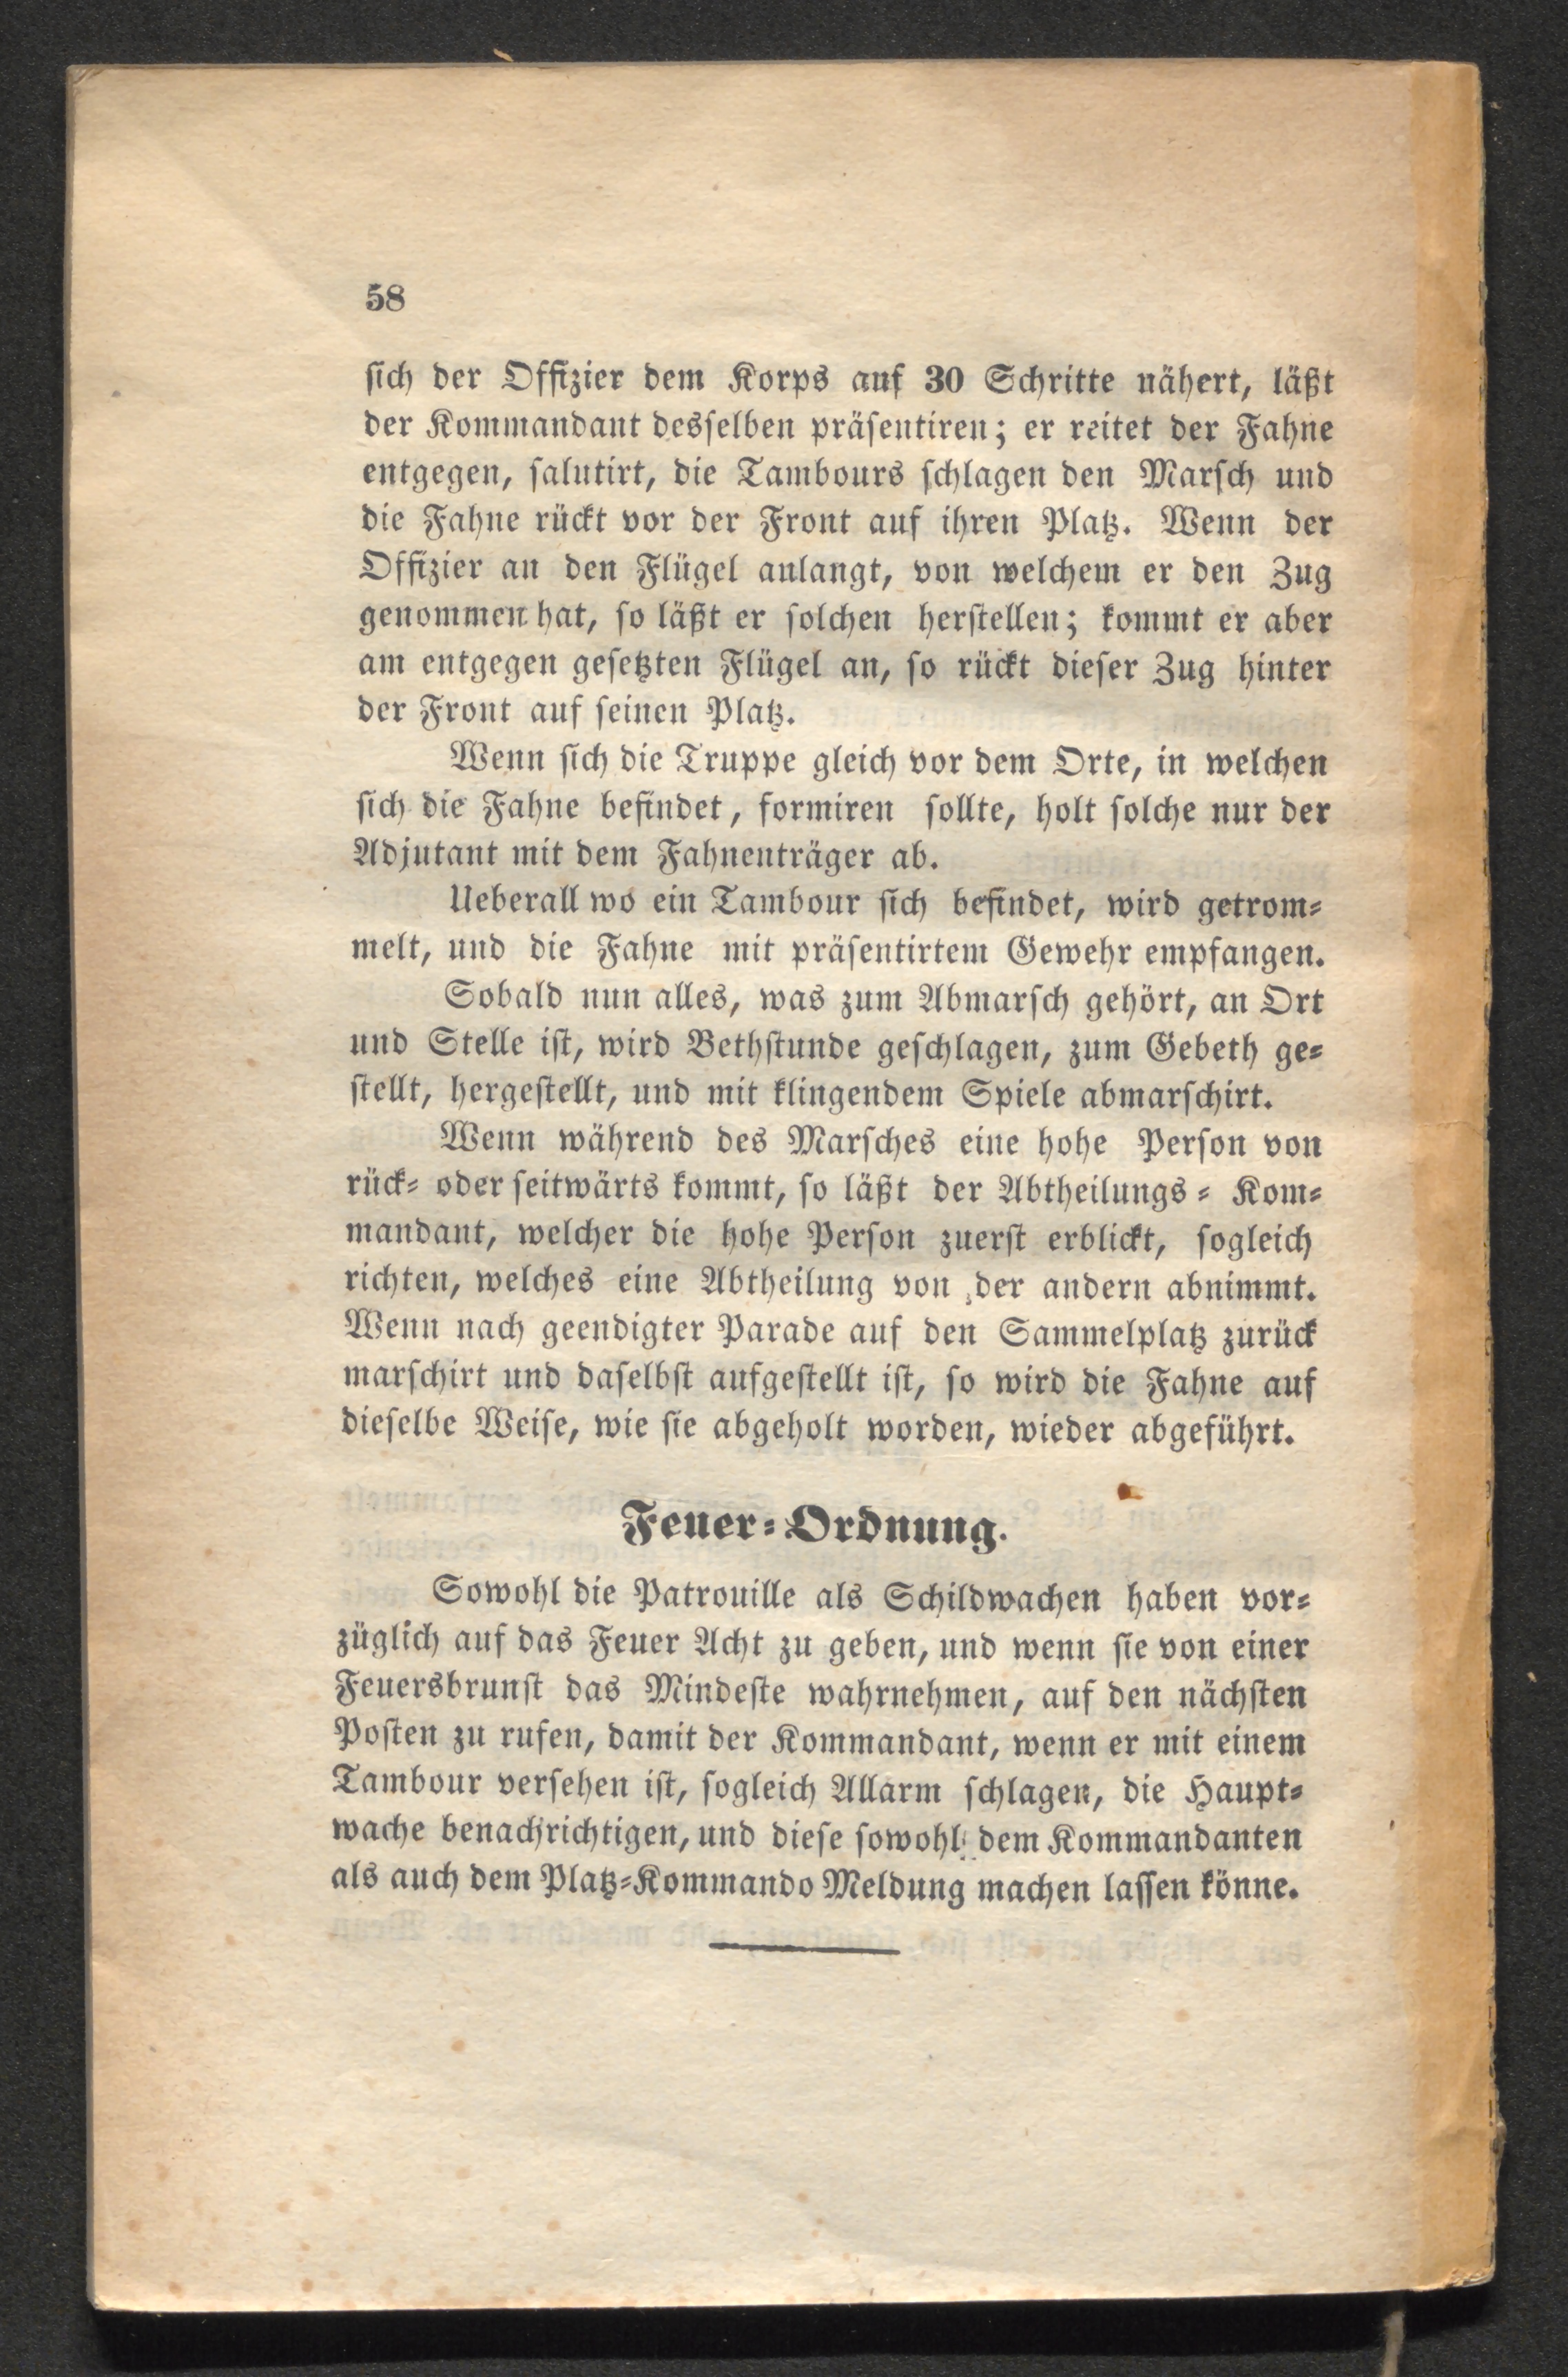 58
sich der Offizier dem Korps auf 30 Schritte nähert, läßt
der Kommandant desselben präsentiren; er reitet der Fahne
entgegen, salutirt, die Tambours schlagen den Marsch und
die Fahne rückt vor der Front auf ihren Platz. Wenn der
Offizier an den Flügel anlangt, von welchem er den Zug
genommen hat, so läßt er solchen herstellen; kommt er aber
am entgegen gesetzten Flügel an, so rückt dieser Zug hinter
der Front auf seinen Platz.
Wenn sich die Truppe gleich vor dem Orte, in welchen
sich die Fahne befindet, formiren sollte, holt solche nur der
Adjutant mit dem Fahnenträger ab.
Ueberall wo ein Tambour sich befindet, wird getrom-
melt, und die Fahne mit präsentirtem Gewehr empfangen.
Sobald nun alles, was zum Abmarsch gehört, an Ort
und Stelle ist, wird Bethstunde geschlagen, zum Gebeth ge-
stellt, hergestellt, und mit klingendem Spiele abmarschirt.
Wenn während des Marsches eine hohe Person von
rück- oder seitwärts kommt, so läßt der Abtheilungs-Kom-
mandant, welcher die hohe Person zuerst erblickt, sogleich
richten, welches eine Abtheilung von der andern abnimmt.
Wenn nach geendigter Parade auf den Sammelplatz zurück
marschirt und daselbst aufgestellt ist, so wird die Fahne auf
dieselbe Weise, wie sie abgeholt worden, wieder abgeführt.
Feuer-Ordnung.
Sowohl die Patrouille als Schildwachen haben vor-
züglich auf das Feuer Acht zu geben, und wenn sie von einer
Feuersbrunst das Mindeste wahrnehmen, auf den nächsten
Posten zu rufen, damit der Kommandant, wenn er mit einem
Tambour versehen ist, sogleich Allarm schlagen, die Haupt-
wache benachrichtigen, und diese sowohl dem Kommandanten
als auch dem Platz-Kommando Meldung machen lassen könne.